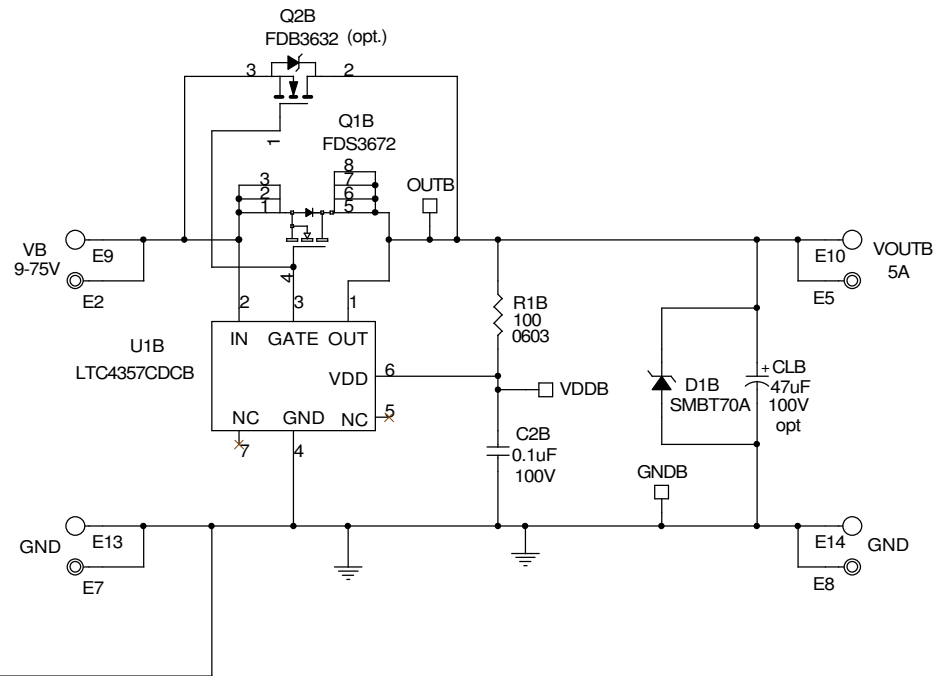 Q2B
FDB3632 (opt.)
3
2
1
Q1B
FDS3672
3
2
1
8
7
6
5
4
OUTB
VB
9-75V
E9
E2
E10
E5
VOUTB
5A
2
3
1
U1B
LTC4357CDCB
IN
GATE
OUT
VDD
6
NC
GND
NC
5
7
4
R1B
100
0603
VDDB
C2B
0.1uF
100V
D1B
SMBT70A
+
CLB
47uF
100V
opt
GNDB
GND
E13
E7
E14
E8
GND